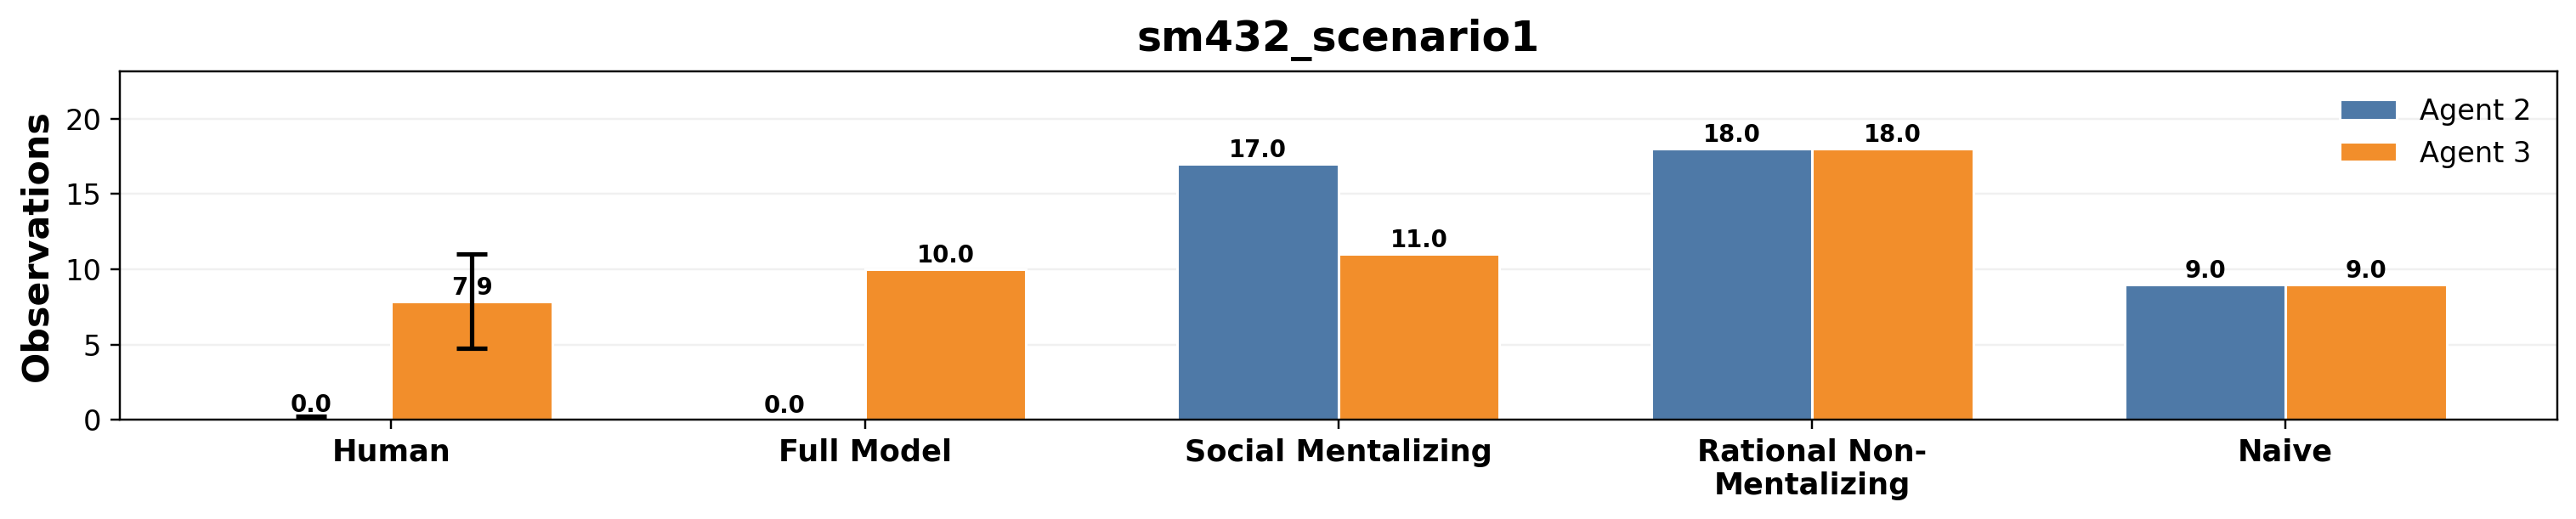 sm432_scenario1
Observations
20
15
10
5
0
Agent 2
Agent 3
0.0
7.9
0.0
10.0
17.0
11.0
18.0
18.0
9.0
9.0
Human
Full Model
Social Mentalizing
Rational Non-
Mentalizing
Naive